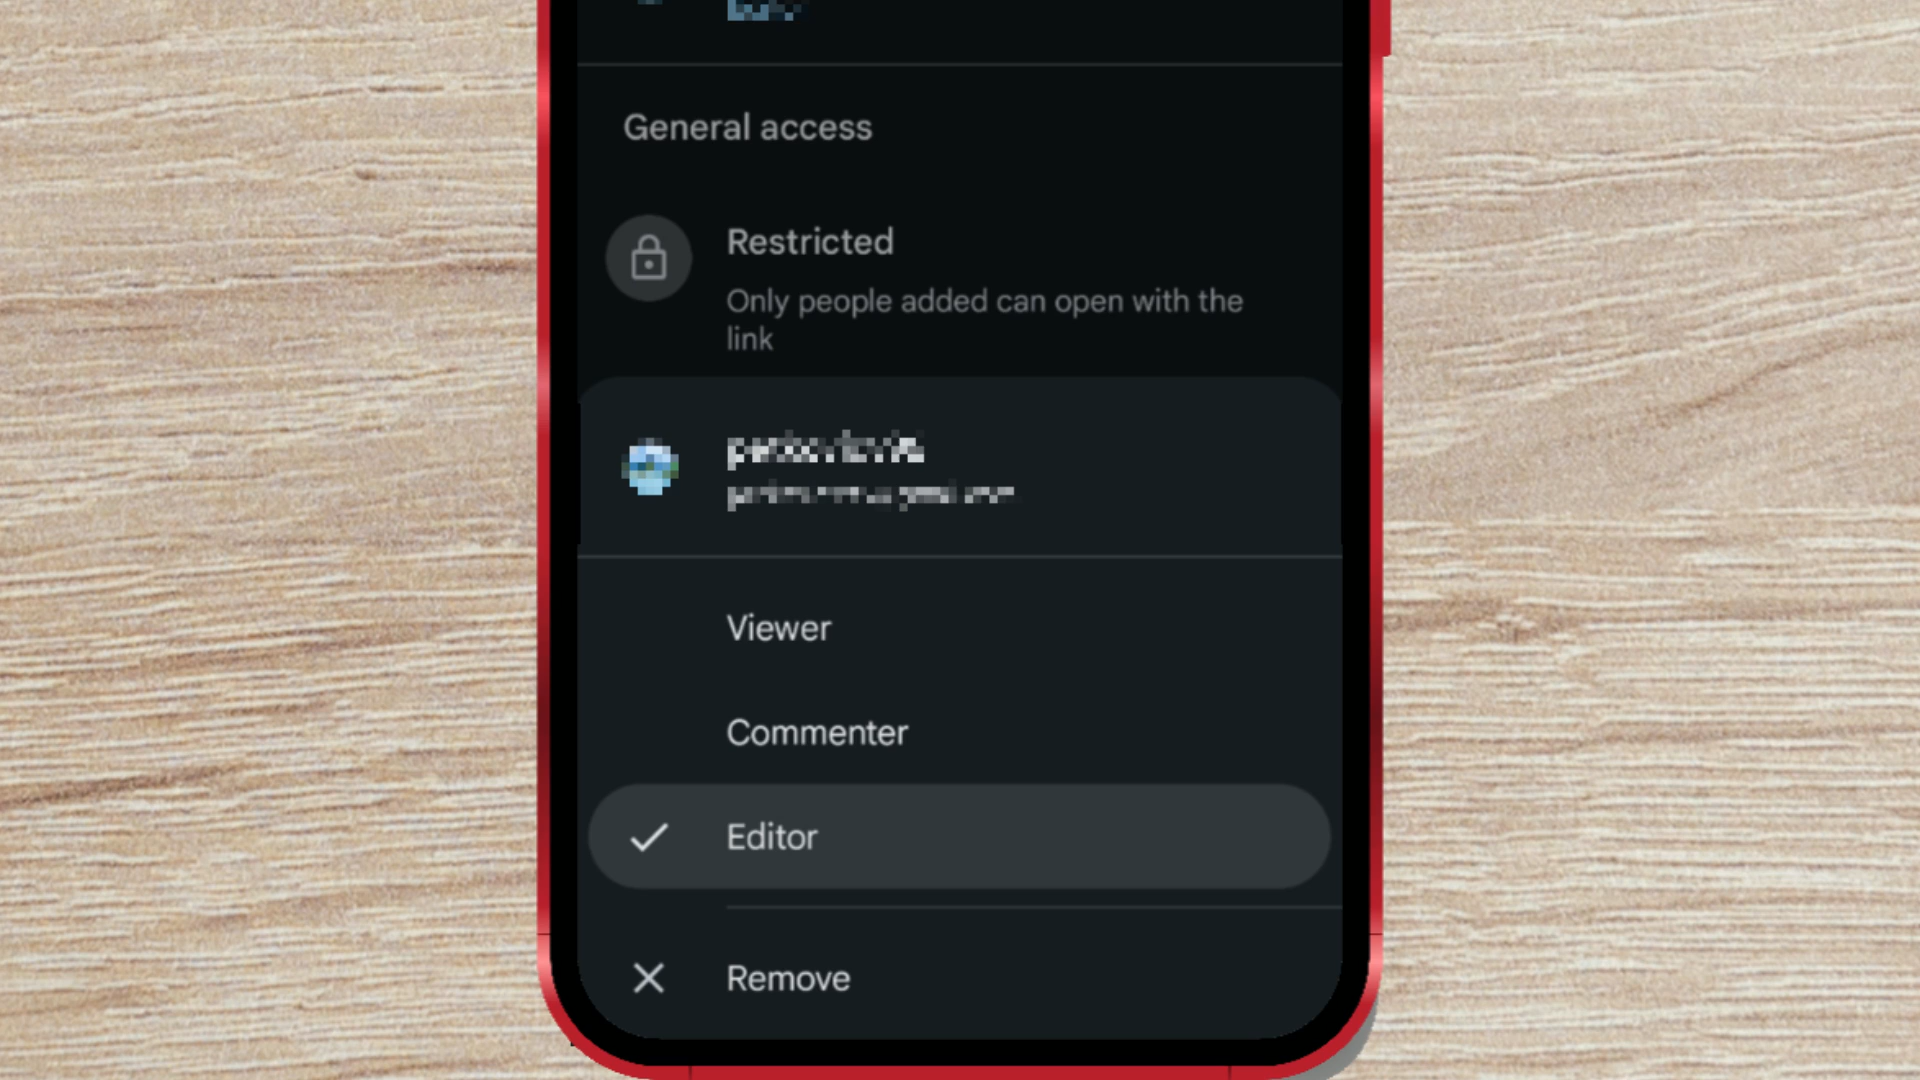 General access
Restricted
Only people added can open with the
link
Viewer
Commenter
Editor
Remove